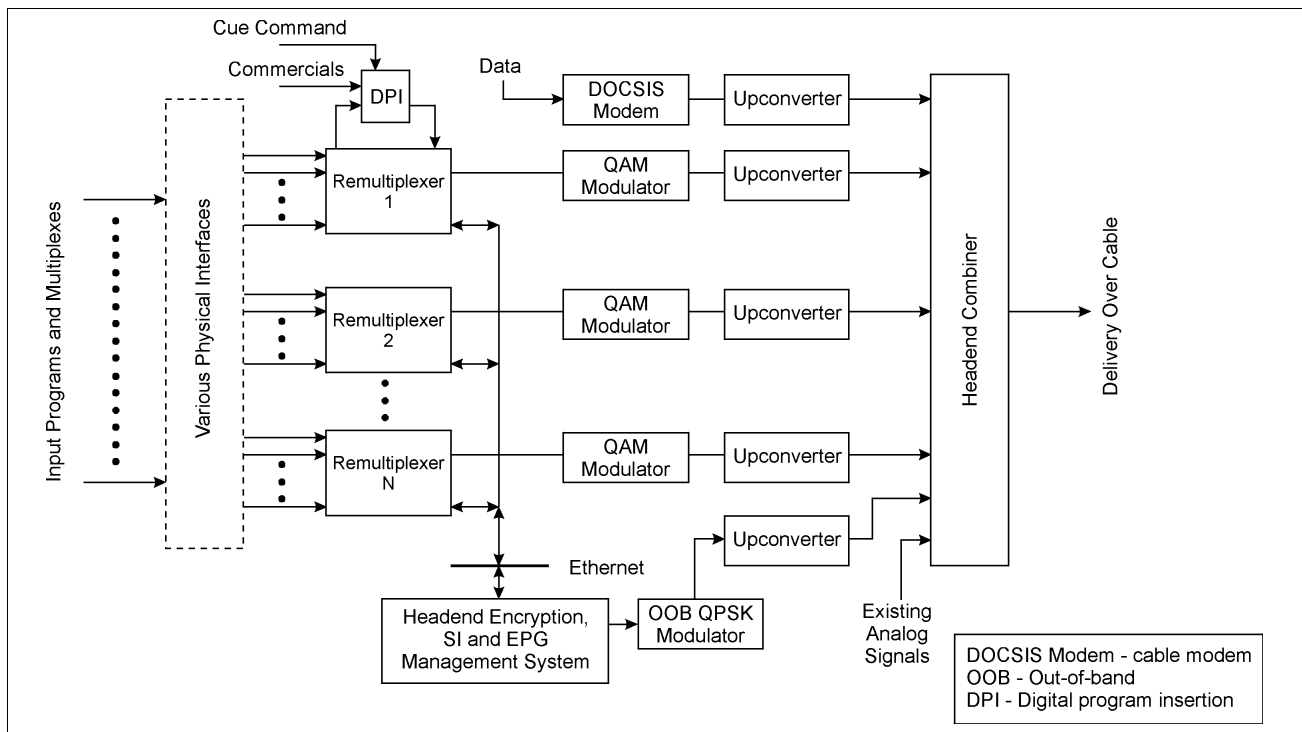 Cue Command
Commercials
DPI
Data
DOCSIS
Modem
Upconverter
Remultiplexer
1
QAM
Modulator
Upconverter
Input Programs and Multiplexes
Various Physical Interfaces
Remultiplexer
2
QAM
Modulator
Upconverter
Headend Combiner
Delivery Over Cable
Remultiplexer
N
QAM
Modulator
Upconverter
Upconverter
Ethernet
Headend Encryption,
SI and EPG
Management System
OOB QPSK
Modulator
Existing
Analog
Signals
DOCSIS Modem - cable modem
OOB - Out-of-band
DPI - Digital program insertion